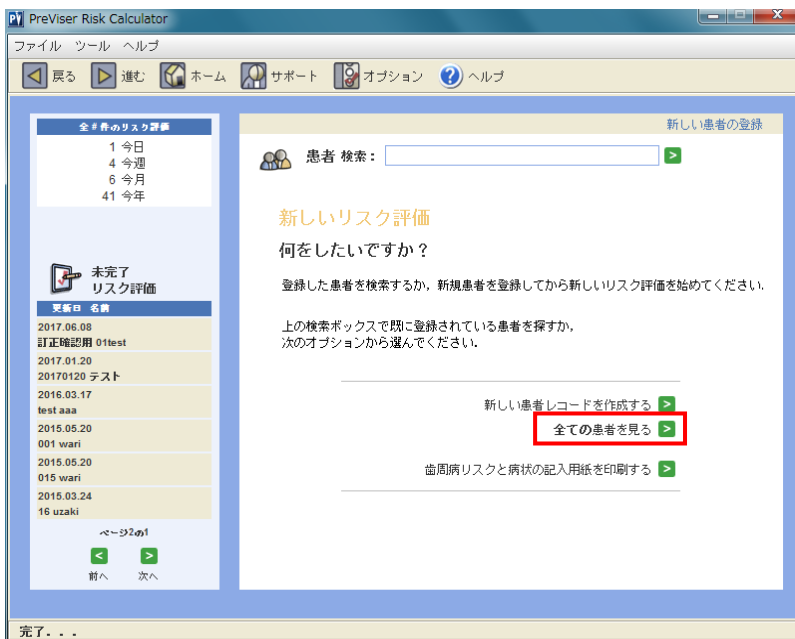 PreViser Risk Calculator
ファイル ツール ヘルプ
戻る 進む ホーム サポート オプション ヘルプ
全#件のリスク評価
1 今日
4 今週
6 今月
41 今年
未完了
リスク評価
更新日 名前
2017.06.08
訂正確認用 01test
2017.01.20
20170120 テスト
2016.03.17
test aaa
2015.05.20
001 wari
2015.05.20
015 wari
2015.03.24
16 uzaki
ページ2の1
前へ 次へ
新しい患者の登録
患者 検索：
新しいリスク評価
何をしたいですか？
登録した患者を検索するか，新規患者を登録してから新しいリスク評価を始めてください．
上の検索ボックスで既に登録されている患者を探すか，
次のオプションから選んでください．
新しい患者レコードを作成する
全ての患者を見る
歯周病リスクと病状の記入用紙を印刷する
完了...